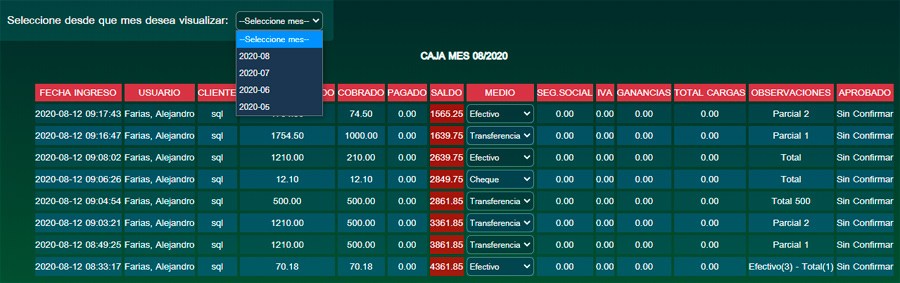 Seleccione desde que mes desea visualizar: --Seleccione mes--
--Seleccione mes--
2020-08
2020-07
2020-06
2020-05
CAJA MES 08/2020
FECHA INGRESO USUARIO CLIENTE COBRADO PAGADO SALDO MEDIO SEG.SOCIAL IVA GANANCIAS TOTAL CARGAS OBSERVACIONES APROBADO
2020-08-12 09:17:43 Farias, Alejandro sql 74.50 0.00 1565.25 Efectivo 0.00 0.00 0.00 0.00 Parcial 2 Sin Confirmar
2020-08-12 09:16:47 Farias, Alejandro sql 1754.50 1000.00 0.00 1639.75 Transferencia 0.00 0.00 0.00 0.00 Parcial 1 Sin Confirmar
2020-08-12 09:08:02 Farias, Alejandro sql 1210.00 210.00 0.00 2639.75 Efectivo 0.00 0.00 0.00 0.00 Total Sin Confirmar
2020-08-12 09:06:26 Farias, Alejandro sql 12.10 12.10 0.00 2849.75 Cheque 0.00 0.00 0.00 0.00 Total Sin Confirmar
2020-08-12 09:04:54 Farias, Alejandro sql 500.00 500.00 0.00 2861.85 Transferencia 0.00 0.00 0.00 0.00 Total 500 Sin Confirmar
2020-08-12 09:03:21 Farias, Alejandro sql 1210.00 500.00 0.00 3361.85 Transferencia 0.00 0.00 0.00 0.00 Parcial 2 Sin Confirmar
2020-08-12 08:49:25 Farias, Alejandro sql 1210.00 500.00 0.00 3861.85 Transferencia 0.00 0.00 0.00 0.00 Parcial 1 Sin Confirmar
2020-08-12 08:33:17 Farias, Alejandro sql 70.18 70.18 0.00 4361.85 Efectivo 0.00 0.00 0.00 0.00 Efectivo(3) - Total(1) Sin Confirmar